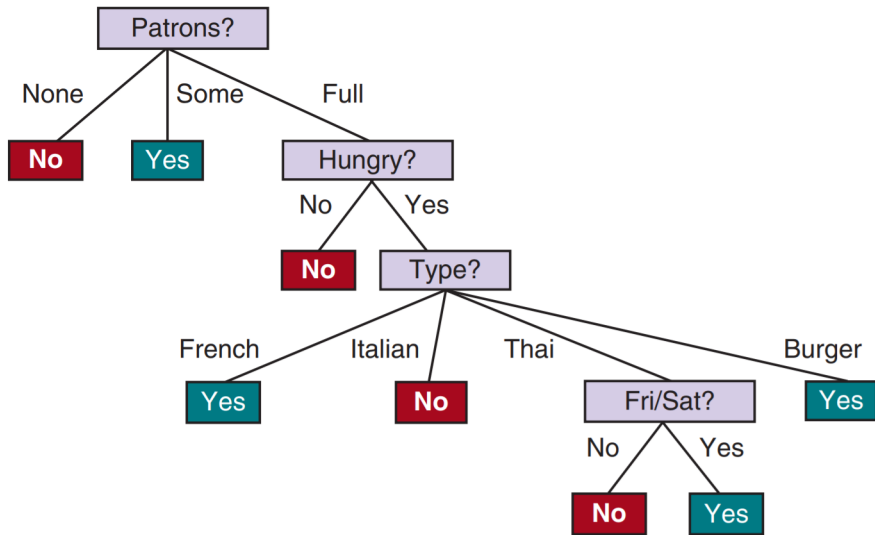 Patrons?
None Some Full
No Yes Hungry?
No Yes
No Type?
French Italian Thai Burger
Yes No Fri/Sat? Yes
No Yes
No Yes